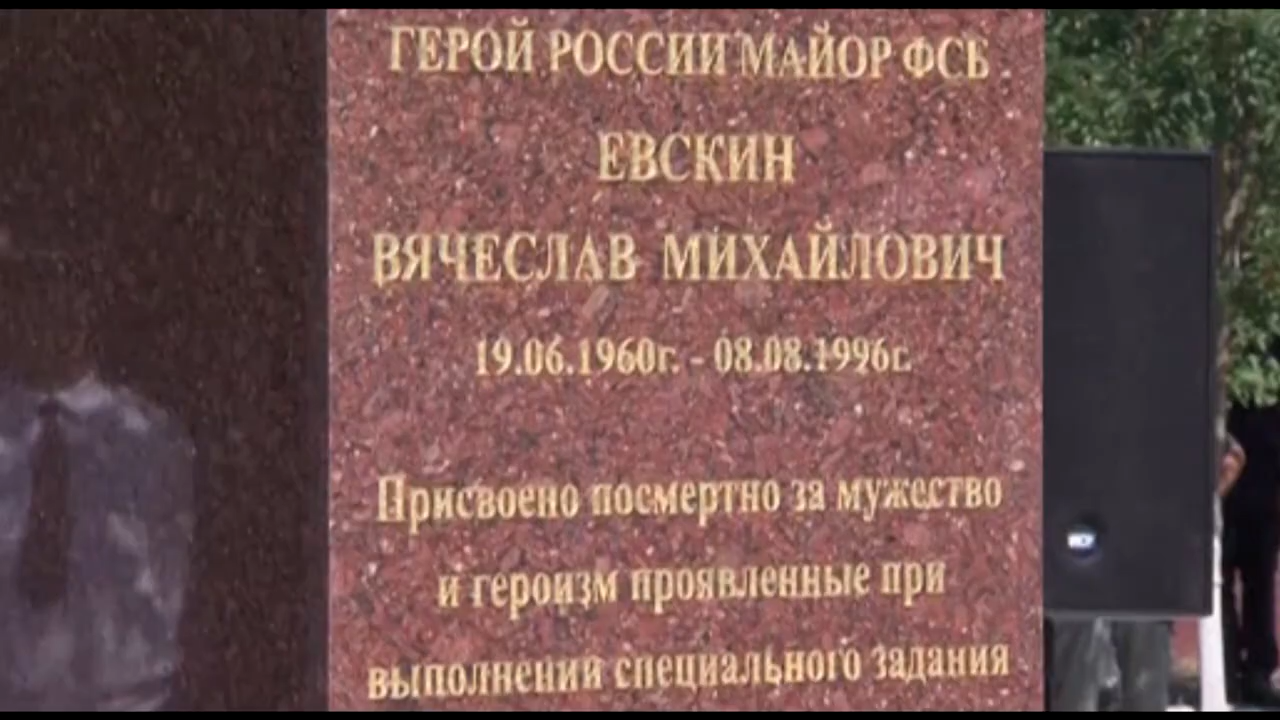 ГЕРОЙ РОССИИ МАЙОР ФСБ
ЕВСКИН
ВЯЧЕСЛАВ МИХАЙЛОВИЧ
19.06.1960г. - 08.08.1996г.
Присвоено посмертно за мужество
и героизм проявленные при
выполнении специального задания